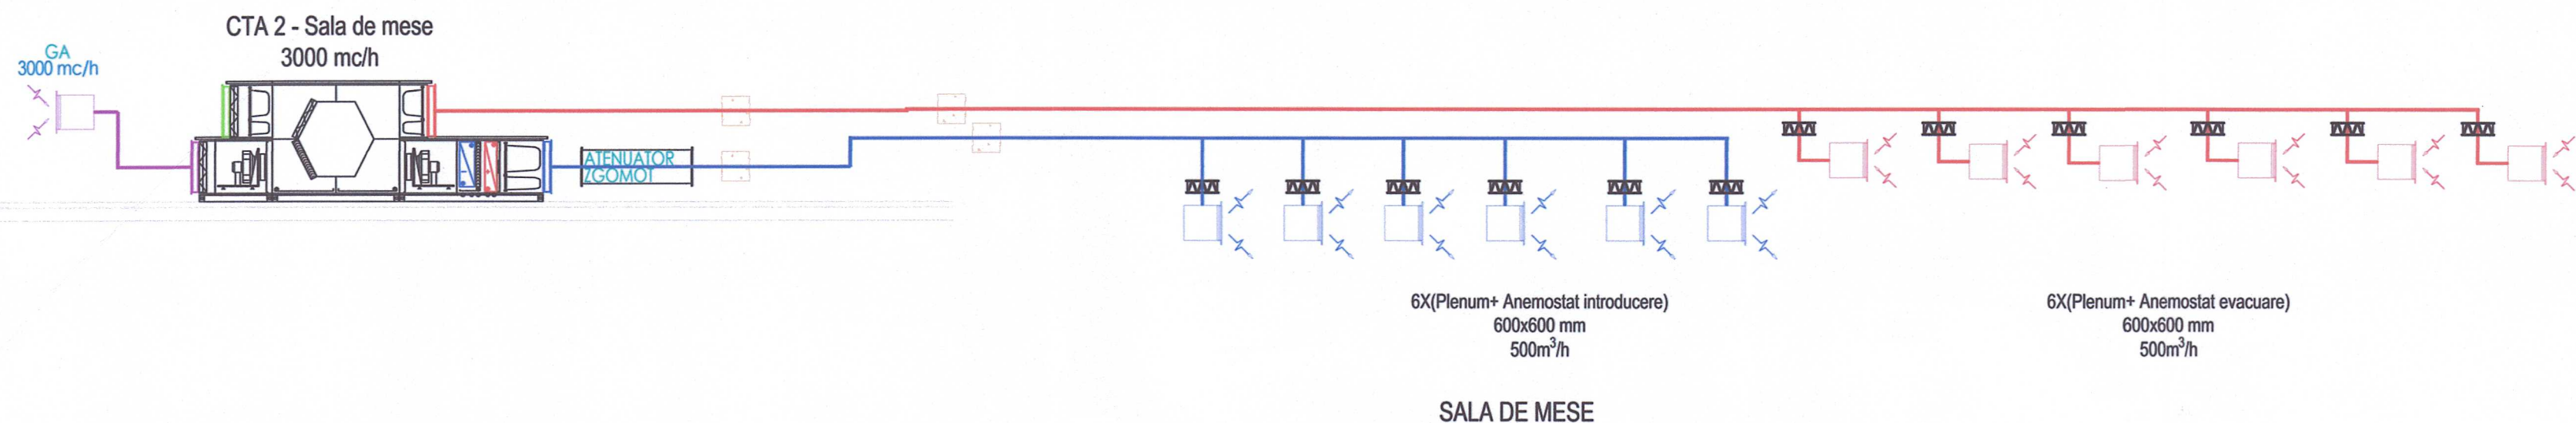 CTA 2 - Sala de mese
3000 mc/h
GA
3000 mc/h
ATENUATOR
ZGOMOT
6X(Plenum+ Anemostat introducere)
600x600 mm
500m³/h
6X(Plenum+ Anemostat evacuare)
600x600 mm
500m³/h
SALA DE MESE